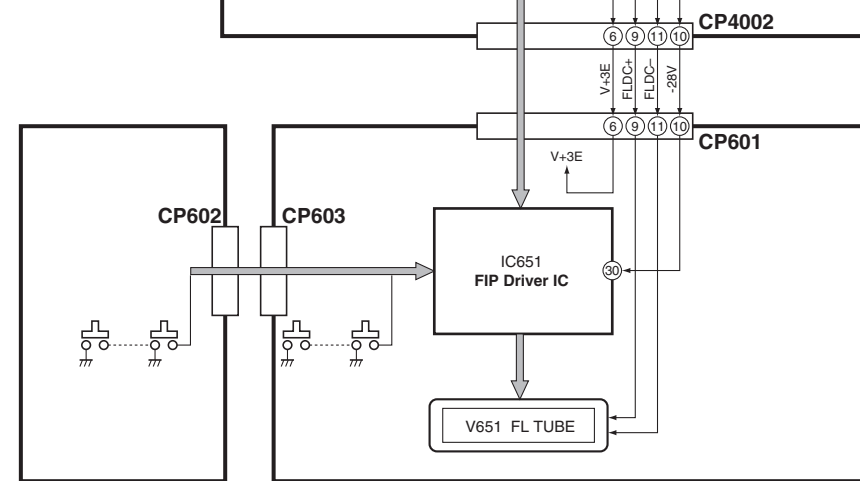 CP4002
6 9 11 10
V+3E
FLDC+
FLDC–
-28V
6 9 11 10
CP601
V+3E
CP602
CP603
IC651
FIP Driver IC
30
V651 FL TUBE